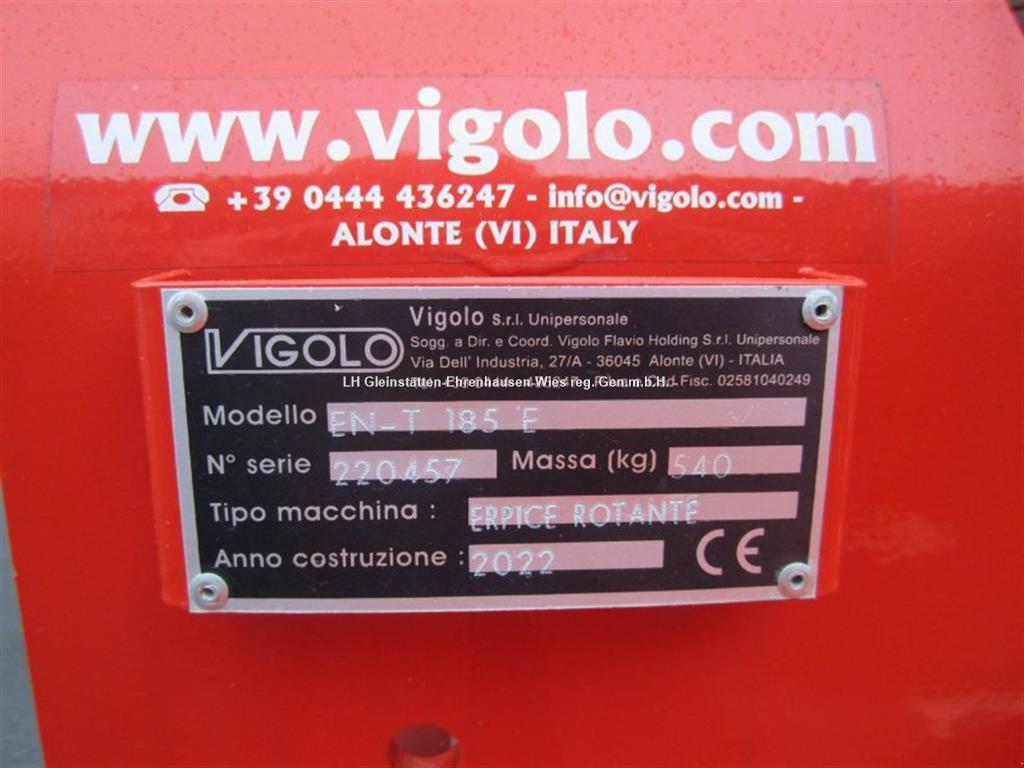 www.vigolo.com
+39 0444 436247 - info@vigolo.com -
ALONTE (VI) ITALY
VIGOLO
Vigolo S.r.l. Unipersonale
Sogg. a Dir. e Coord. Vigolo Flavio Holding S.r.l. Unipersonale
Via Dell' Industria, 27/A - 36045 Alonte (VI) - ITALIA
Fisc. 02581040249
LH Gleinstätten-Ehrenhausen-Wies reg. Gen.m.b.H.
Modello EN-T 185 E
N° serie 220457 Massa (kg) 540
Tipo macchina : ERPICE ROTANTE
Anno costruzione : 2022 CE